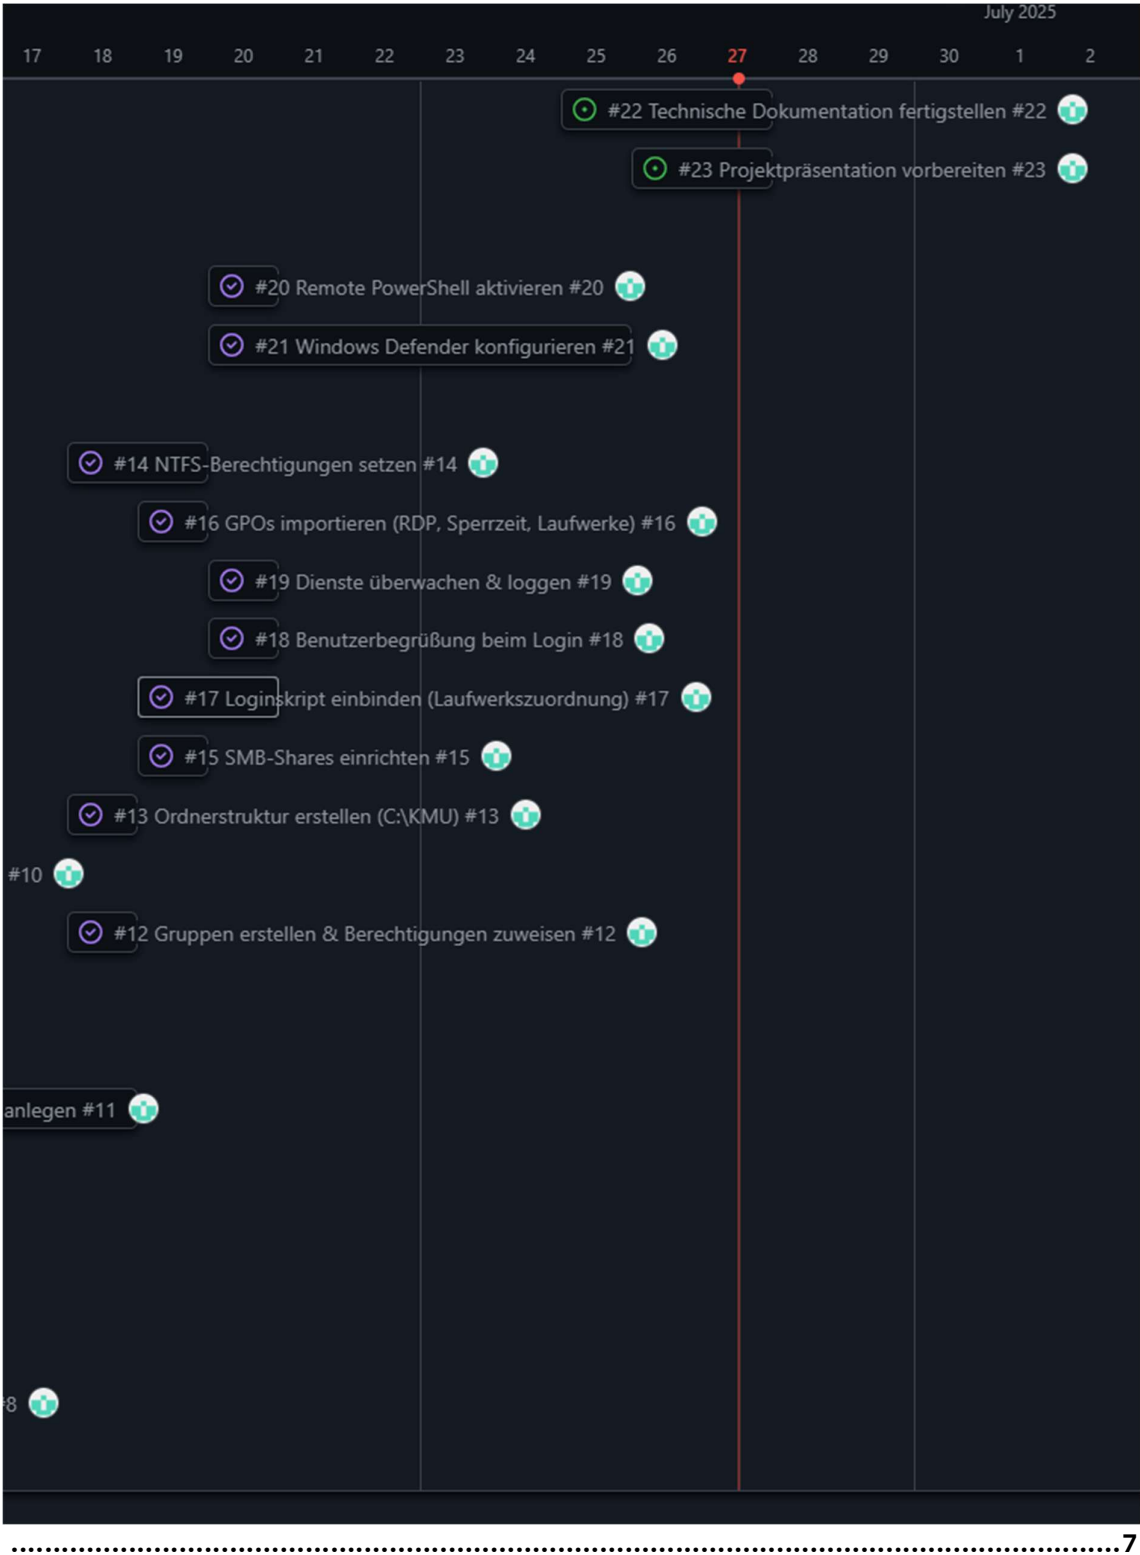 July 2025
17 18 19 20 21 22 23 24 25 26 27 28 29 30 1 2
#22 Technische Dokumentation fertigstellen #22
#23 Projektpräsentation vorbereiten #23
#20 Remote PowerShell aktivieren #20
#21 Windows Defender konfigurieren #21
#14 NTFS-Berechtigungen setzen #14
#16 GPOs importieren (RDP, Sperrzeit, Laufwerke) #16
#19 Dienste überwachen & loggen #19
#18 Benutzerbegrüßung beim Login #18
#17 Loginskript einbinden (Laufwerkszuordnung) #17
#15 SMB-Shares einrichten #15
#13 Ordnerstruktur erstellen (C:\KMU) #13
#10
#12 Gruppen erstellen & Berechtigungen zuweisen #12
anlegen #11
#8
7